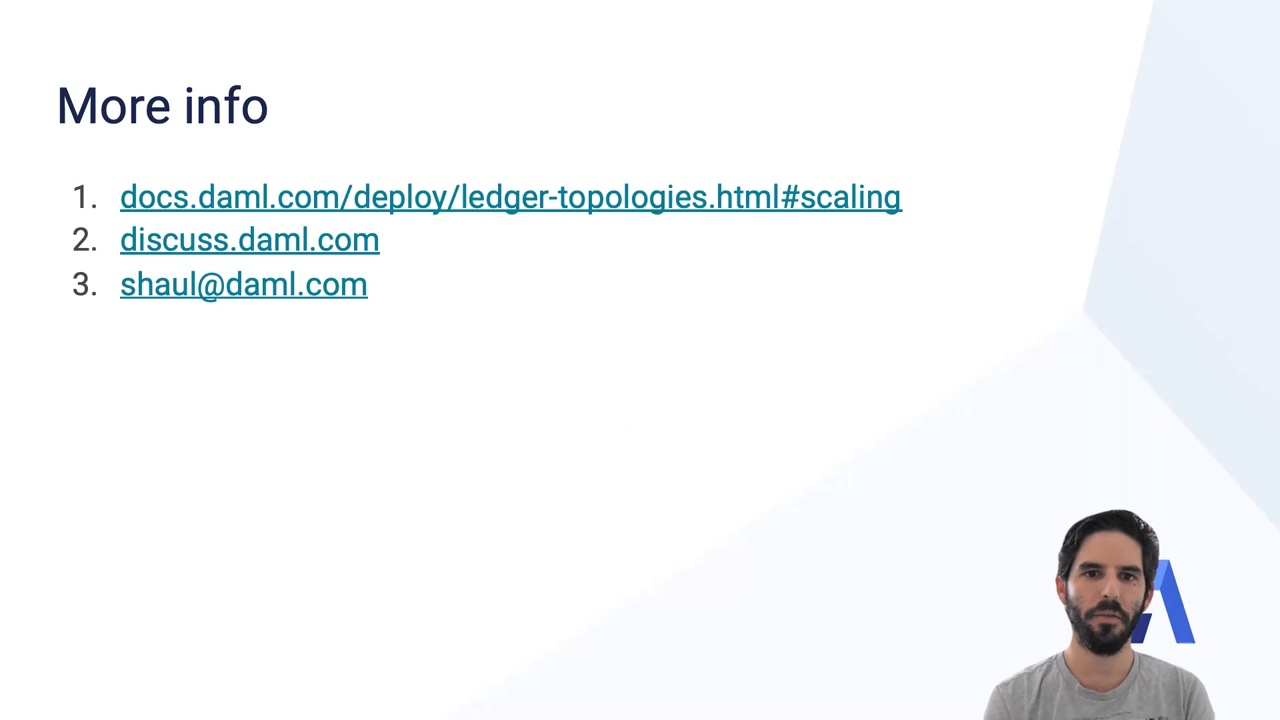 More info
1. docs.daml.com/deploy/ledger-topologies.html#scaling
2. discuss.daml.com
3. shaul@daml.com